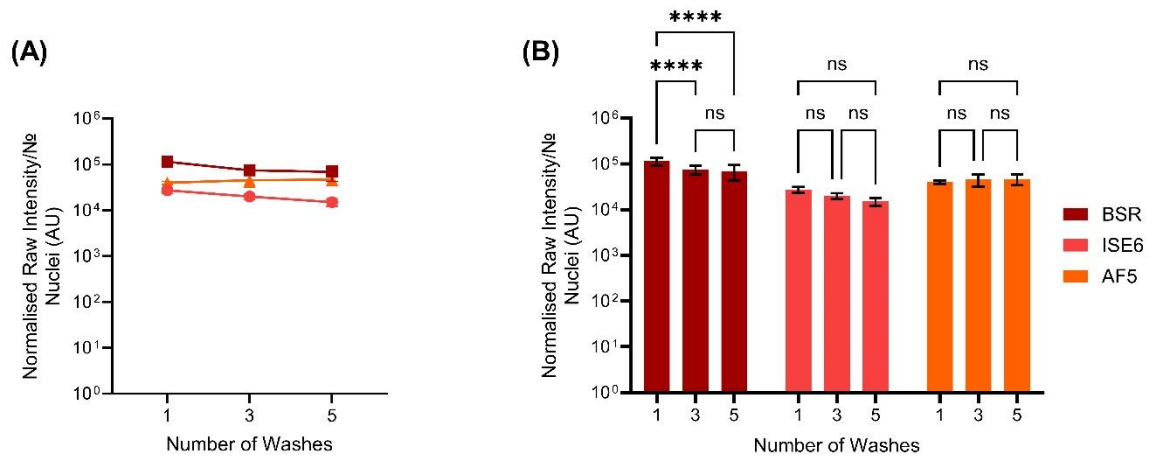 (A)
Normalised Raw Intensity/№
Nuclei (AU)
10⁶
10⁵
10⁴
10³
10²
10¹
10⁰
1 3 5
Number of Washes
(B)
Normalised Raw Intensity/№
Nuclei (AU)
10⁶
10⁵
10⁴
10³
10²
10¹
10⁰
****
****
ns
ns
ns ns
ns
ns ns
1 3 5 1 3 5 1 3 5
Number of Washes
BSR
ISE6
AF5